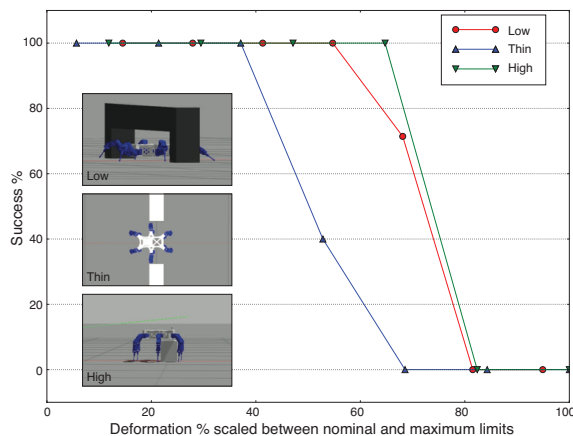 100
80
60
40
20
0
Success %
0
20
40
60
80
100
Deformation % scaled between nominal and maximum limits
Low
Thin
High
Low
Thin
High